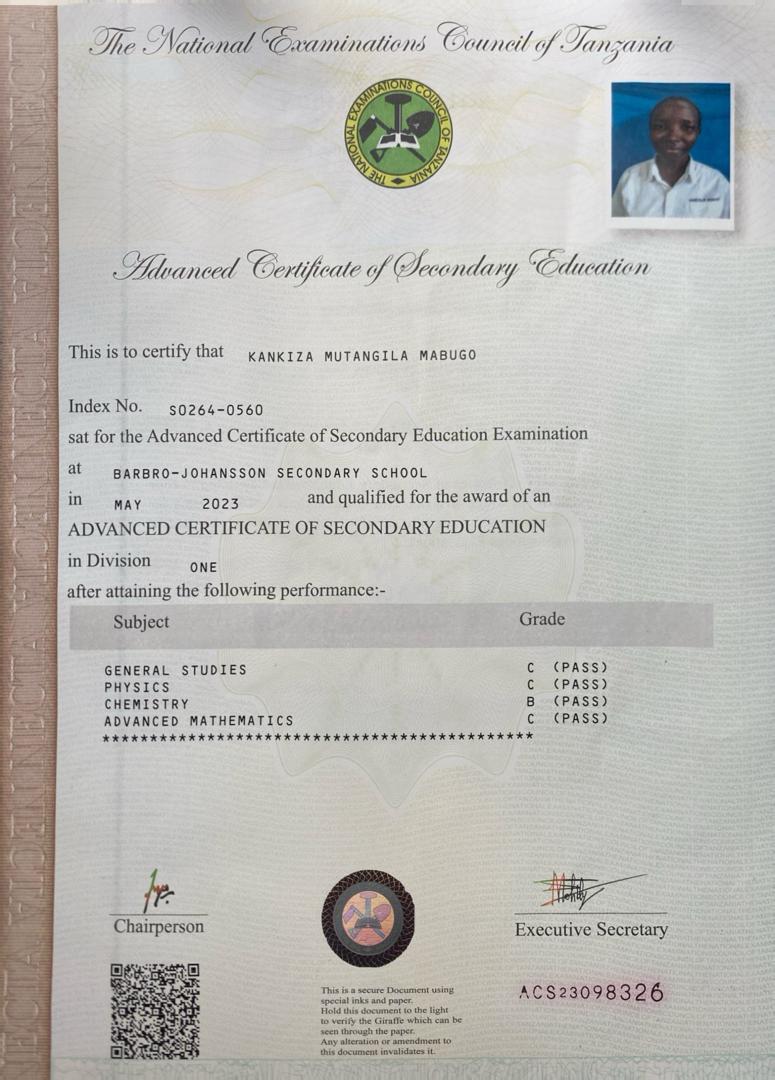 The National Examinations Council of Tanzania
THE NATIONAL EXAMINATIONS COUNCIL OF TANZANIA
Advanced Certificate of Secondary Education
This is to certify that KANKIZA MUTANGILA MABUGO
Index No. S0264-0560
sat for the Advanced Certificate of Secondary Education Examination
at BARBRO-JOHANSSON SECONDARY SCHOOL
in MAY 2023 and qualified for the award of an
ADVANCED CERTIFICATE OF SECONDARY EDUCATION
in Division ONE
after attaining the following performance:-
Subject Grade
GENERAL STUDIES C (PASS)
PHYSICS C (PASS)
CHEMISTRY B (PASS)
ADVANCED MATHEMATICS C (PASS)
******************************************************
Chairperson
Executive Secretary
This is a secure Document using
special inks and paper.
Hold this document to the light
to verify the Giraffe which can be
seen through the paper.
Any alteration or amendment to
this document invalidates it.
ACS23098326